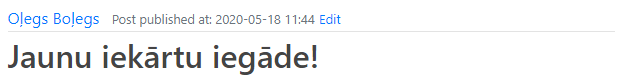 Oļegs Boļegs Post published at: 2020-05-18 11:44 Edit
Jaunu iekārtu iegāde!